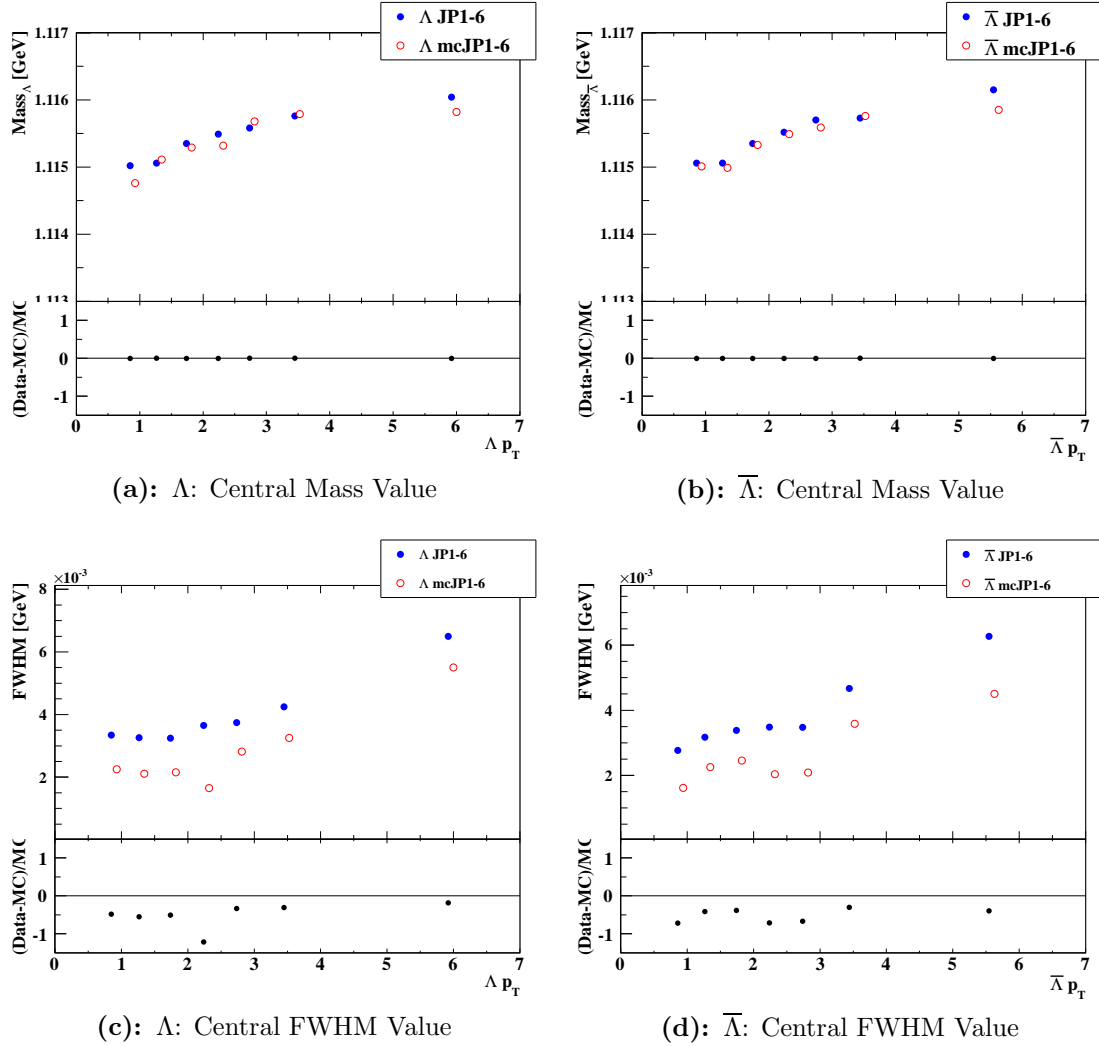 Λ JP1-6
Λ mcJP1-6
1.117
1.116
1.115
1.114
1.113
Mass_Λ [GeV]
(Data-MC)/MC
1
0
-1
0 1 2 3 4 5 6 7
Λ p_T
(a): Λ: Central Mass Value
Λ̅ JP1-6
Λ̅ mcJP1-6
1.117
1.116
1.115
1.114
1.113
Mass_Λ̅ [GeV]
(Data-MC)/MC
1
0
-1
0 1 2 3 4 5 6 7
Λ̅ p_T
(b): Λ̅: Central Mass Value
Λ JP1-6
Λ mcJP1-6
×10⁻³
8
6
4
2
FWHM [GeV]
(Data-MC)/MC
1
0
-1
0 1 2 3 4 5 6 7
Λ p_T
(c): Λ: Central FWHM Value
Λ̅ JP1-6
Λ̅ mcJP1-6
×10⁻³
6
4
2
FWHM [GeV]
(Data-MC)/MC
1
0
-1
0 1 2 3 4 5 6 7
Λ̅ p_T
(d): Λ̅: Central FWHM Value